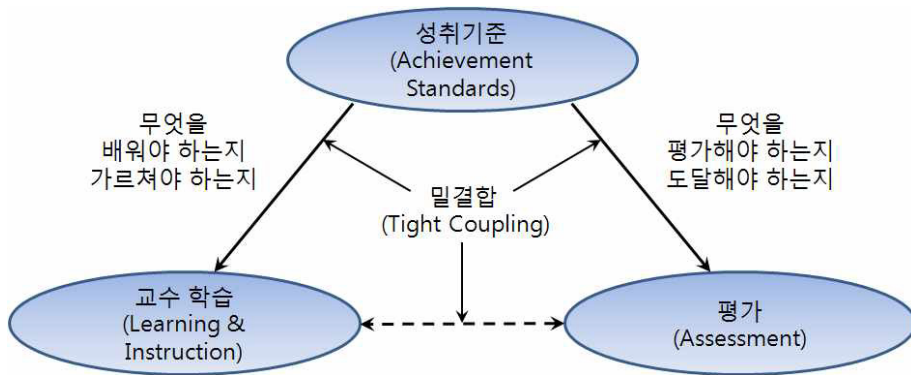 성취기준
(Achievement
Standards)
무엇을
배워야 하는지
가르쳐야 하는지
무엇을
평가해야 하는지
도달해야 하는지
밀결합
(Tight Coupling)
교수 학습
(Learning &
Instruction)
평가
(Assessment)